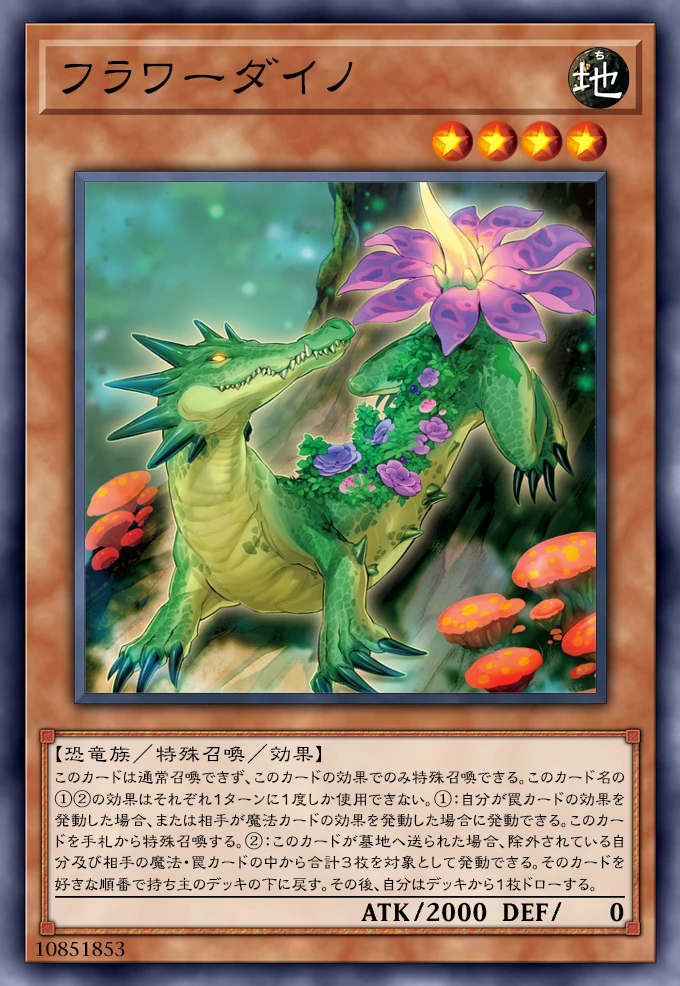 フラワーダイノ
ち
地
【恐竜族／特殊召喚／効果】
このカードは通常召喚できず、このカードの効果でのみ特殊召喚できる。このカード名の
①②の効果はそれぞれ1ターンに1度しか使用できない。①：自分が罠カードの効果を
発動した場合、または相手が魔法カードの効果を発動した場合に発動できる。このカー
ドを手札から特殊召喚する。②：このカードが墓地へ送られた場合、除外されている自
分及び相手の魔法・罠カードの中から合計3枚を対象として発動できる。そのカードを
好きな順番で持ち主のデッキの下に戻す。その後、自分はデッキから1枚ドローする。
ATK/2000 DEF/ 0
10851853